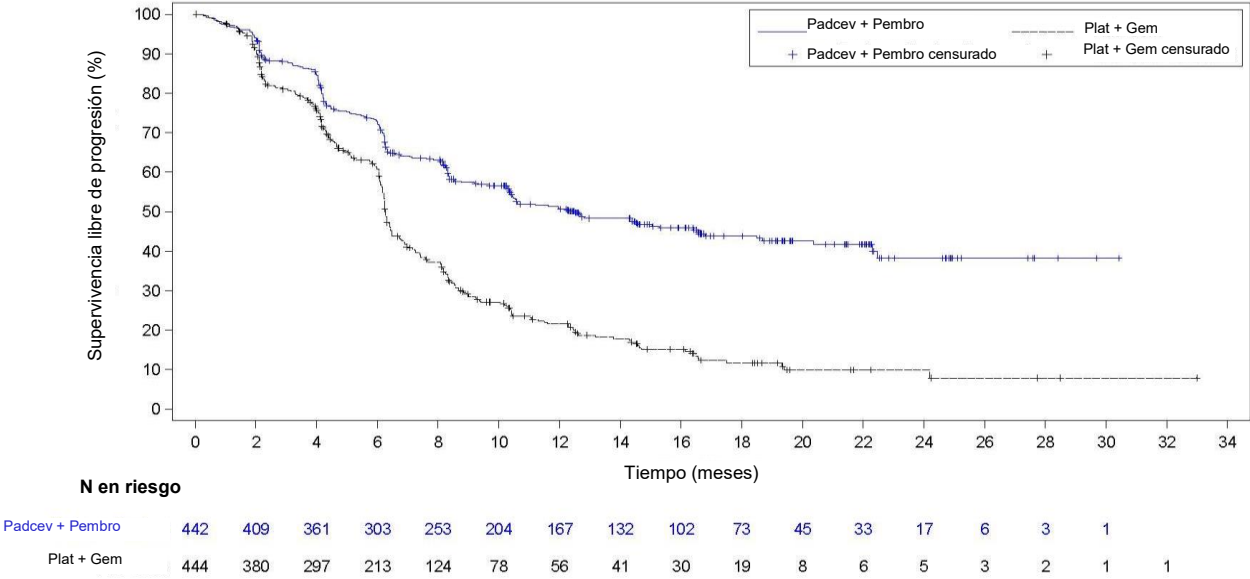 Supervivencia libre de progresión (%)
100
90
80
70
60
50
40
30
20
10
0
Padcev + Pembro
Plat + Gem
Padcev + Pembro censurado
Plat + Gem censurado
0 2 4 6 8 10 12 14 16 18 20 22 24 26 28 30 32 34
Tiempo (meses)
N en riesgo
Padcev + Pembro 442 409 361 303 253 204 167 132 102 73 45 33 17 6 3 1
Plat + Gem 444 380 297 213 124 78 56 41 30 19 8 6 5 3 2 1 1